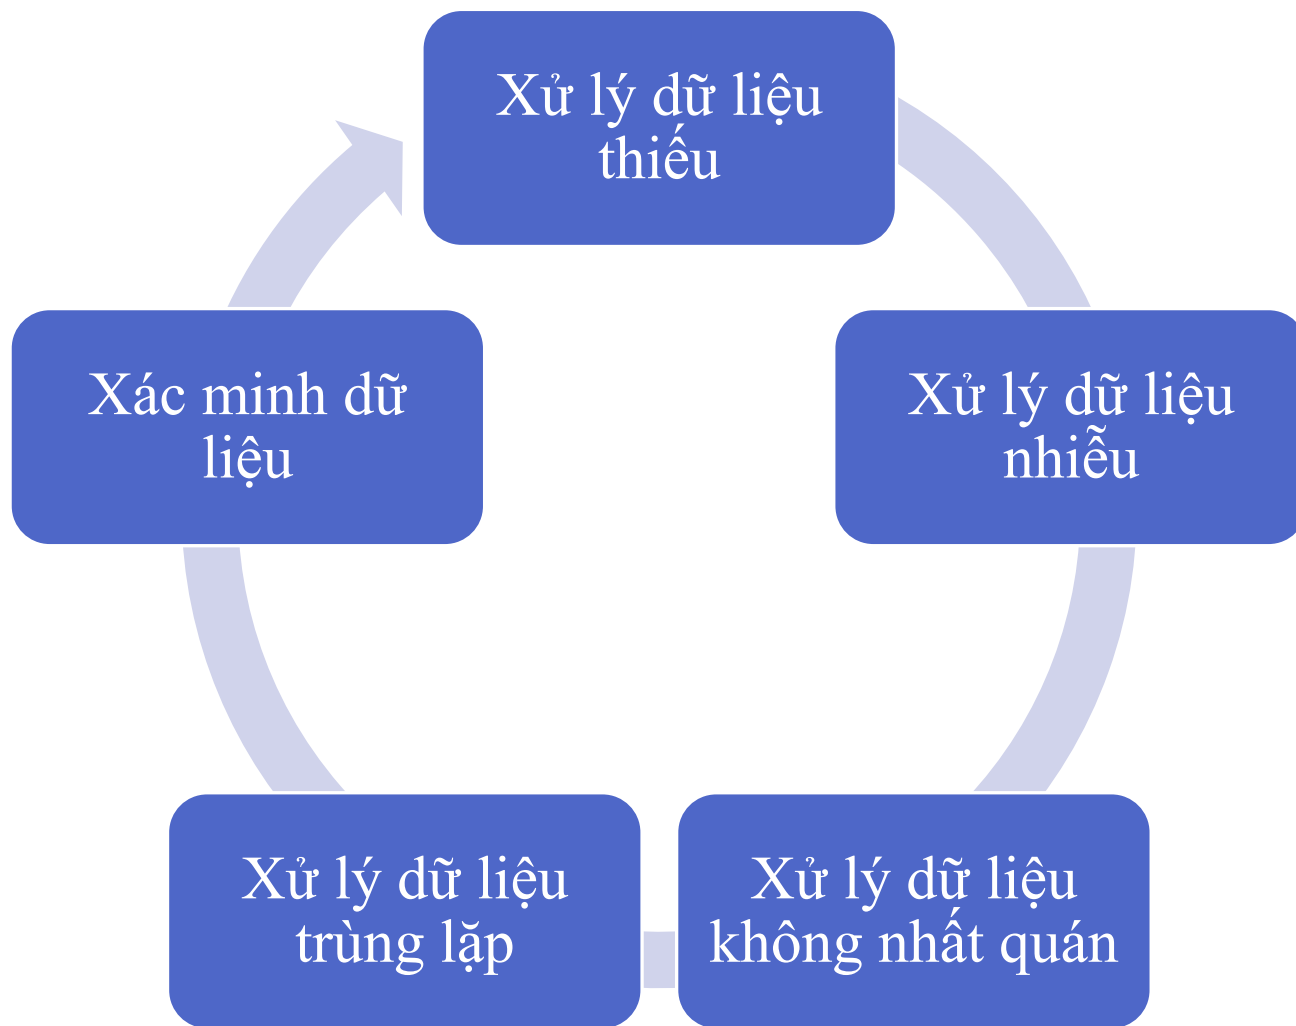 Xử lý dữ liệu
thiếu
Xử lý dữ liệu
nhiễu
Xử lý dữ liệu
không nhất quán
Xử lý dữ liệu
trùng lặp
Xác minh dữ
liệu